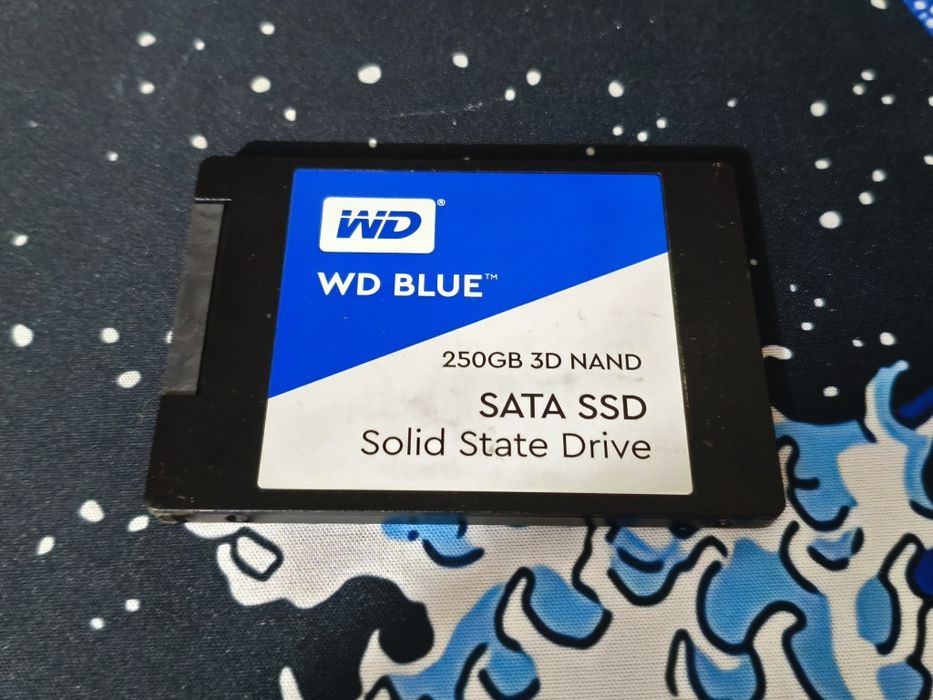 WD®
WD BLUE™
250GB 3D NAND
SATA SSD
Solid State Drive